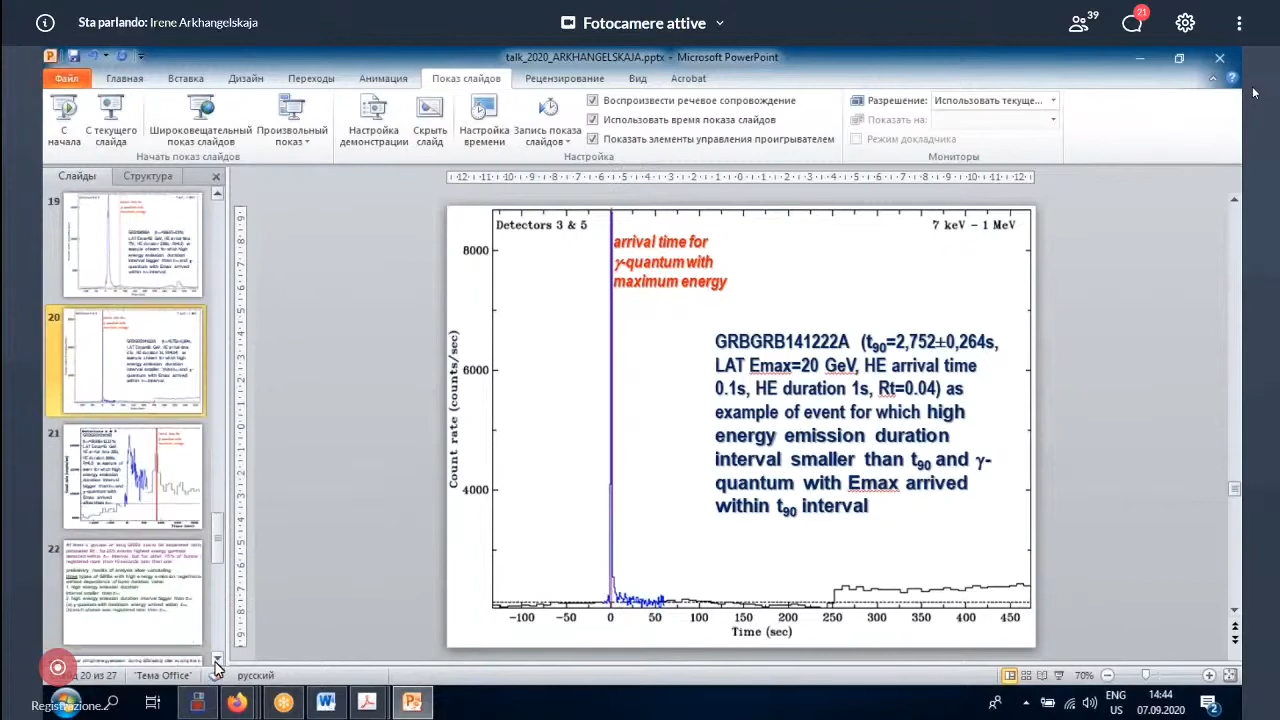 Sta parlando: Irene Arkhangelskaja
Fotocamere attive
39
21
talk_2020_ARKHANGELSKAJA.pptx - Microsoft PowerPoint
Файл Главная Вставка Дизайн Переходы Анимация Показ слайдов Рецензирование Вид Acrobat
С начала
С текущего слайда
Широковещательный показ слайдов
Произвольный показ
Начать показ слайдов
Настройка демонстрации
Скрыть слайд
Настройка времени
Запись показа слайдов
Воспроизвести речевое сопровождение
Использовать время показа слайдов
Показать элементы управления проигрывателем
Настройка
Разрешение: Использовать текуще...
Показать на:
Режим докладчика
Мониторы
Слайды Структура
19
20
21
22
Detectors 3 & 5
7 keV – 1 MeV
arrival time for
γ-quantum with
maximum energy
GRBGRB141222A (t90=2,752±0,264s,
LAT Emax=20 GeV, HE arrival time
0.1s, HE duration 1s, Rt=0.04) as
example of event for which high
energy emission duration
interval smaller than t90 and γ-
quantum with Emax arrived
within t90 interval
Count rate (counts/sec)
8000
6000
4000
−100 −50 0 50 100 150 200 250 300 350 400 450
Time (sec)
д 20 из 27 "Тема Office" русский
70%
Registrazione...
ENG
US
14:44
07.09.2020
2